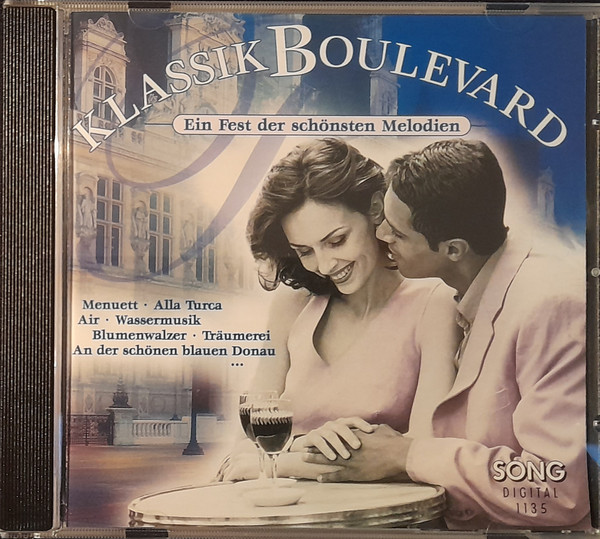 KLASSIK BOULEVARD
Ein Fest der schönsten Melodien
Menuett · Alla Turca
Air · Wassermusik
Blumenwalzer · Träumerei
An der schönen blauen Donau
...
SONG
DIGITAL
1135